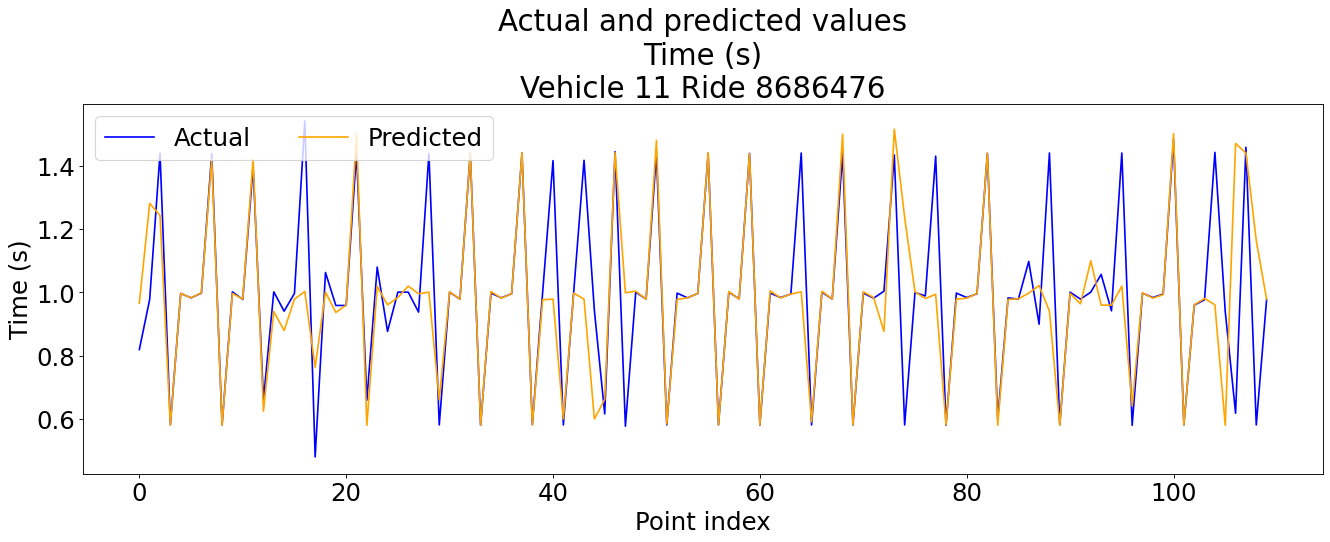 Actual and predicted values
Time (s)
Vehicle 11 Ride 8686476
Actual
Predicted
Time (s)
1.4
1.2
1.0
0.8
0.6
0
20
40
60
80
100
Point index